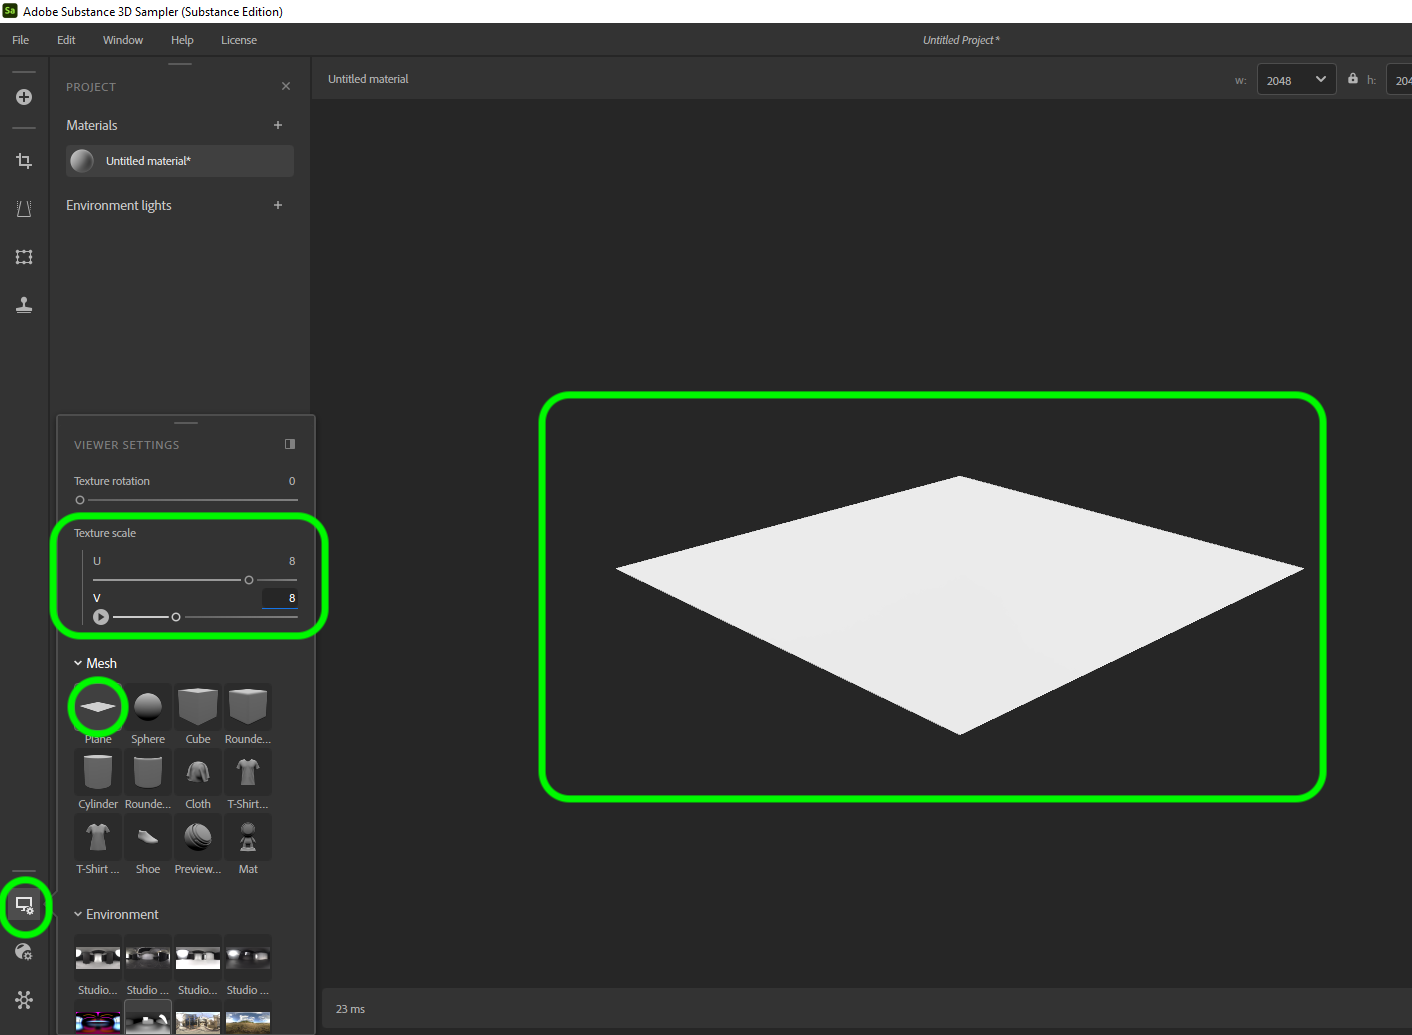 Sa Adobe Substance 3D Sampler (Substance Edition)
File Edit Window Help License Untitled Project*
PROJECT
Untitled material w: 2048 h: 204
Materials +
Untitled material*
Environment lights +
VIEWER SETTINGS
Texture rotation 0
Texture scale
U 8
V 8
Mesh
Plane Sphere Cube Rounde...
Cylinder Rounde... Cloth T-Shirt...
T-Shirt ... Shoe Preview... Mat
Environment
Studio... Studio ... Studio... Studio ...
23 ms